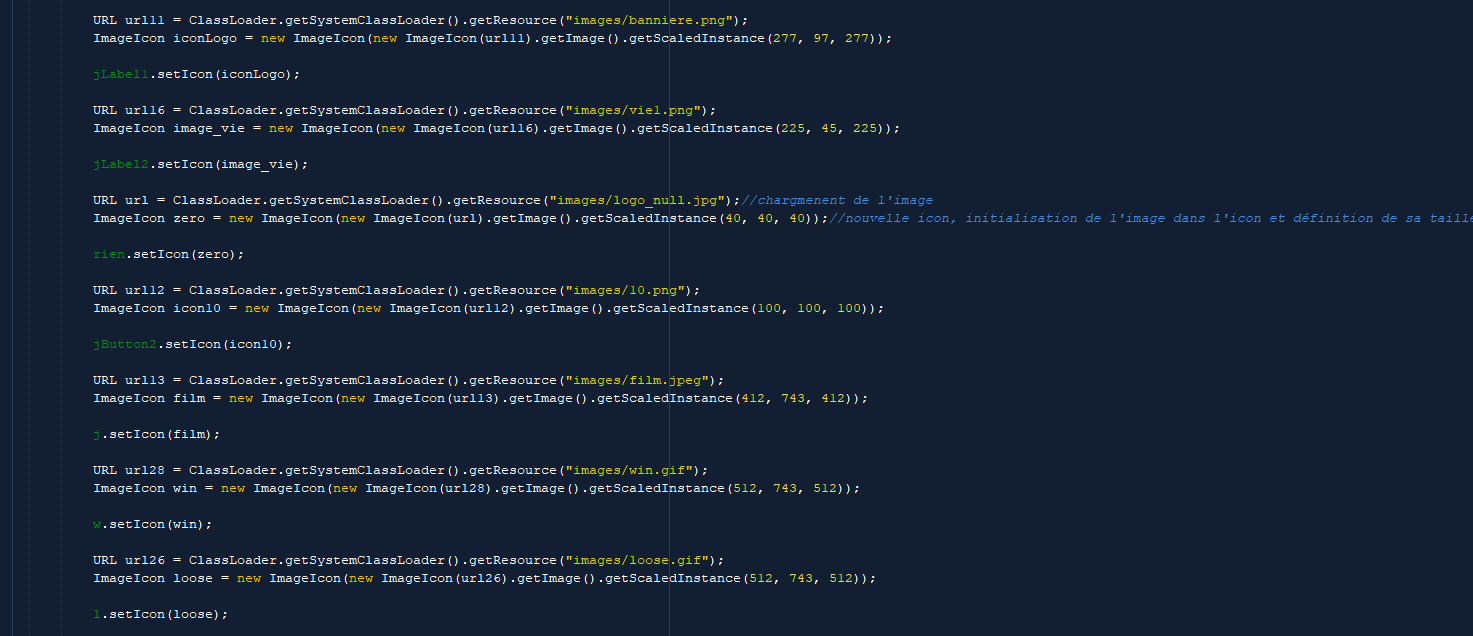 URL url11 = ClassLoader.getSystemClassLoader().getResource("images/banniere.png");
ImageIcon iconLogo = new ImageIcon(new ImageIcon(url11).getImage().getScaledInstance(277, 97, 277));
jLabel1.setIcon(iconLogo);
URL url16 = ClassLoader.getSystemClassLoader().getResource("images/vie1.png");
ImageIcon image_vie = new ImageIcon(new ImageIcon(url16).getImage().getScaledInstance(225, 45, 225));
jLabel2.setIcon(image_vie);
URL url = ClassLoader.getSystemClassLoader().getResource("images/logo_null.jpg");//chargmenent de l'image
ImageIcon zero = new ImageIcon(new ImageIcon(url).getImage().getScaledInstance(40, 40, 40));//nouvelle icon, initialisation de l'image dans l'icon et définition de sa taille
rien.setIcon(zero);
URL url12 = ClassLoader.getSystemClassLoader().getResource("images/10.png");
ImageIcon icon10 = new ImageIcon(new ImageIcon(url12).getImage().getScaledInstance(100, 100, 100));
jButton2.setIcon(icon10);
URL url13 = ClassLoader.getSystemClassLoader().getResource("images/film.jpeg");
ImageIcon film = new ImageIcon(new ImageIcon(url13).getImage().getScaledInstance(412, 743, 412));
j.setIcon(film);
URL url28 = ClassLoader.getSystemClassLoader().getResource("images/win.gif");
ImageIcon win = new ImageIcon(new ImageIcon(url28).getImage().getScaledInstance(512, 743, 512));
w.setIcon(win);
URL url26 = ClassLoader.getSystemClassLoader().getResource("images/loose.gif");
ImageIcon loose = new ImageIcon(new ImageIcon(url26).getImage().getScaledInstance(512, 743, 512));
l.setIcon(loose);